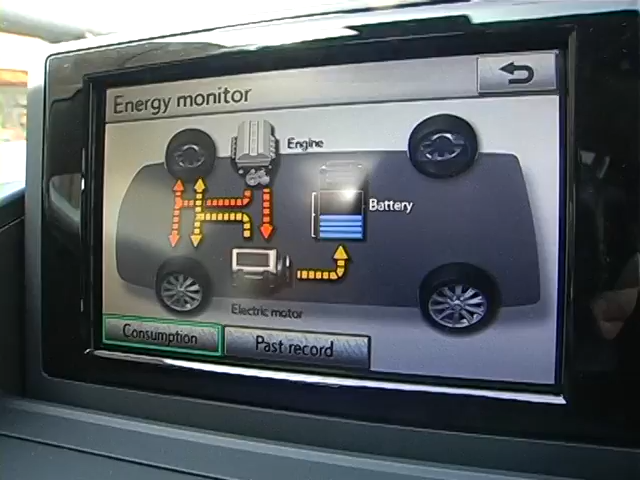 Energy monitor
Engine
Battery
Electric motor
Consumption
Past record